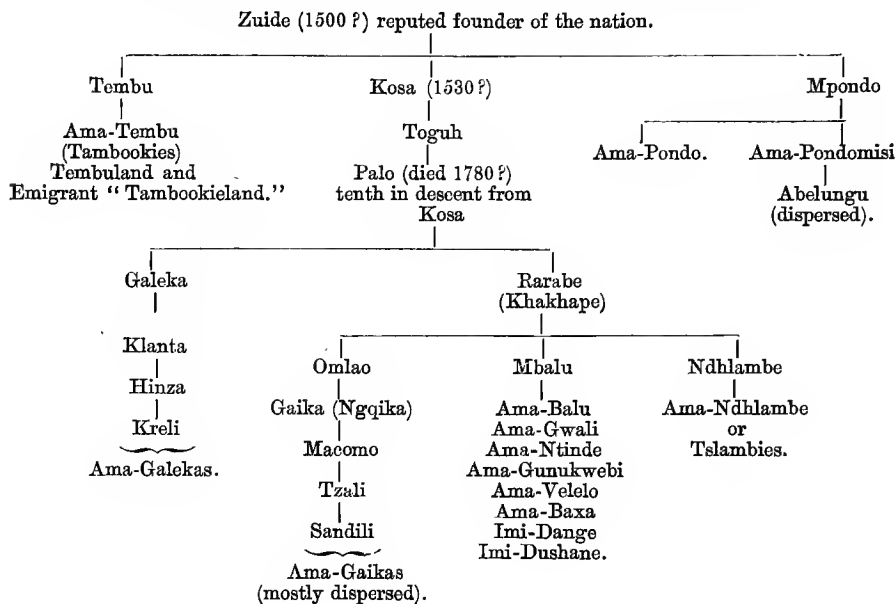 Zuide (1500 ?) reputed founder of the nation.
Tembu
Kosa (1530 ?)
Mpondo
Ama-Tembu
(Tambookies)
Tembuland and
Emigrant "Tambookieland."
Toguh
Palo (died 1780 ?)
tenth in descent from
Kosa
Ama-Pondo.
Ama-Pondomisi
Abelungu
(dispersed).
Galeka
Klanta
Hinza
Kreli
Ama-Galekas.
Rarabe
(Khakhape)
Omlao
Gaika (Ngqika)
Macomo
Tzali
Sandili
Ama-Gaikas
(mostly dispersed).
Mbalu
Ama-Balu
Ama-Gwali
Ama-Ntinde
Ama-Gunukwebi
Ama-Velelo
Ama-Baxa
Imi-Dange
Imi-Dushane.
Ndhlambe
Ama-Ndhlambe
or
Tslambies.